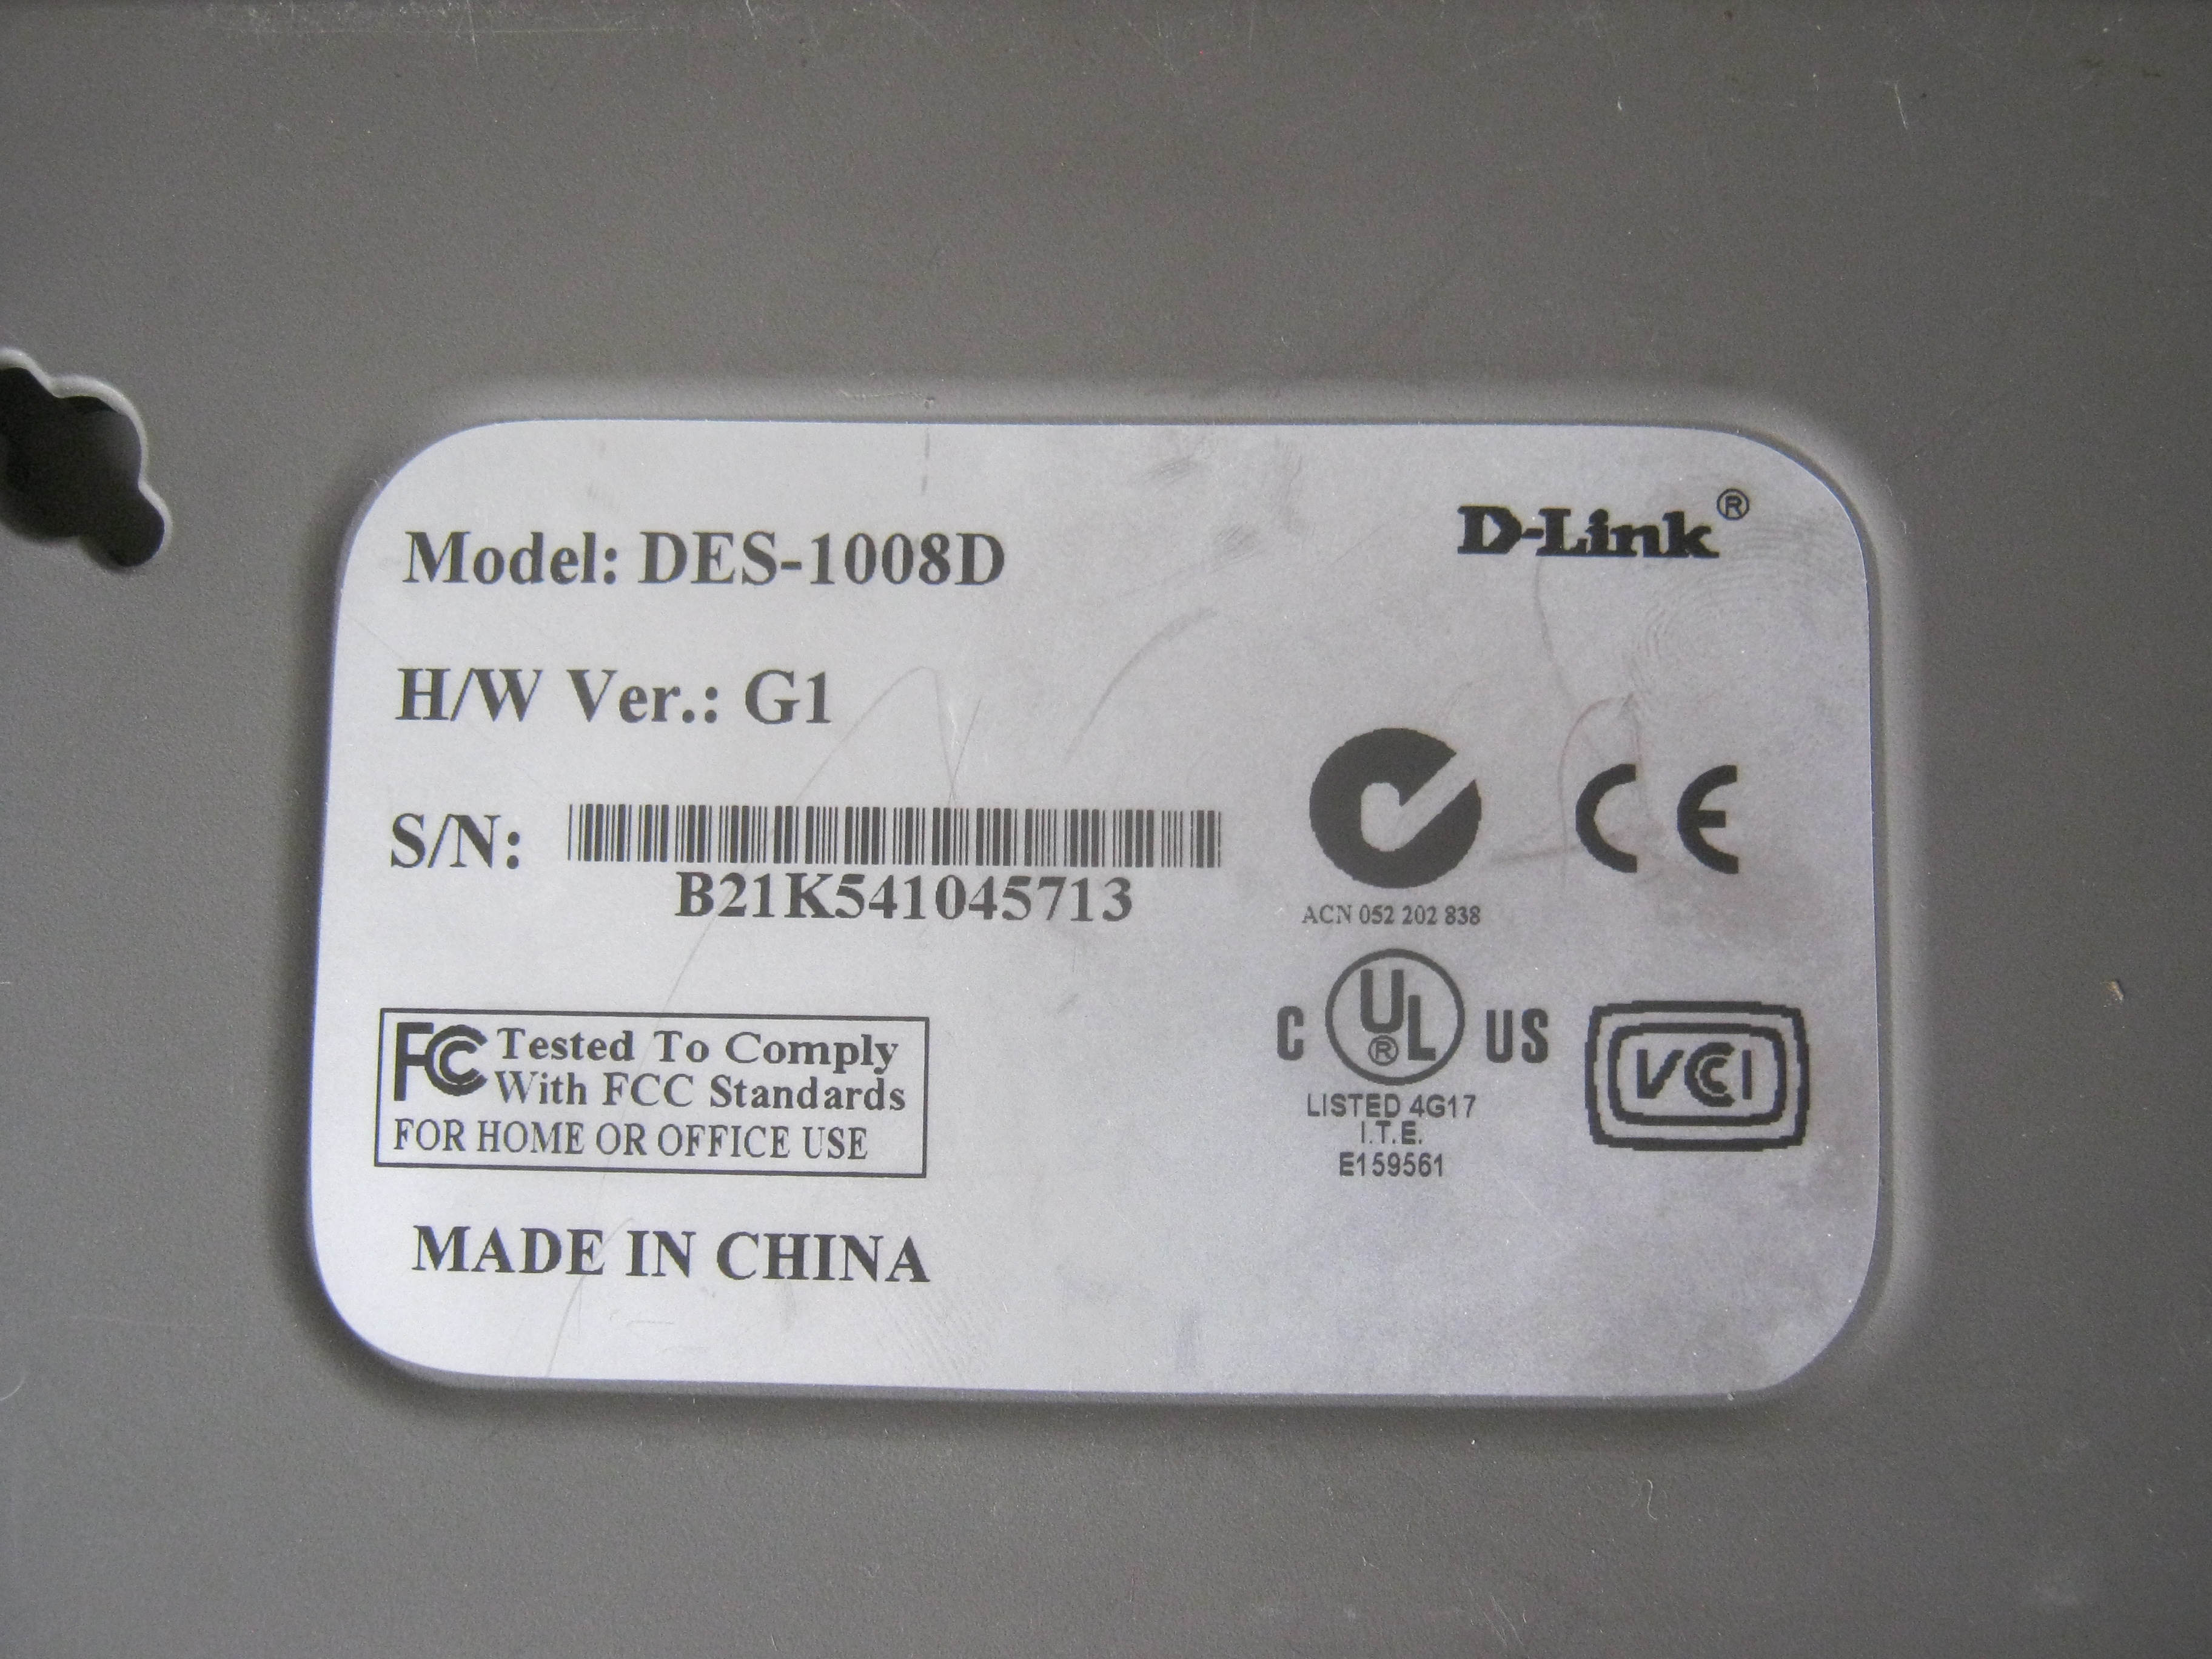 Model: DES-1008D
D-Link®
H/W Ver.: G1
S/N:
B21K541045713
CE
ACN 052 202 838
FC Tested To Comply
With FCC Standards
FOR HOME OR OFFICE USE
C UL® US
LISTED 4G17
I.T.E.
E159561
VCCI
MADE IN CHINA